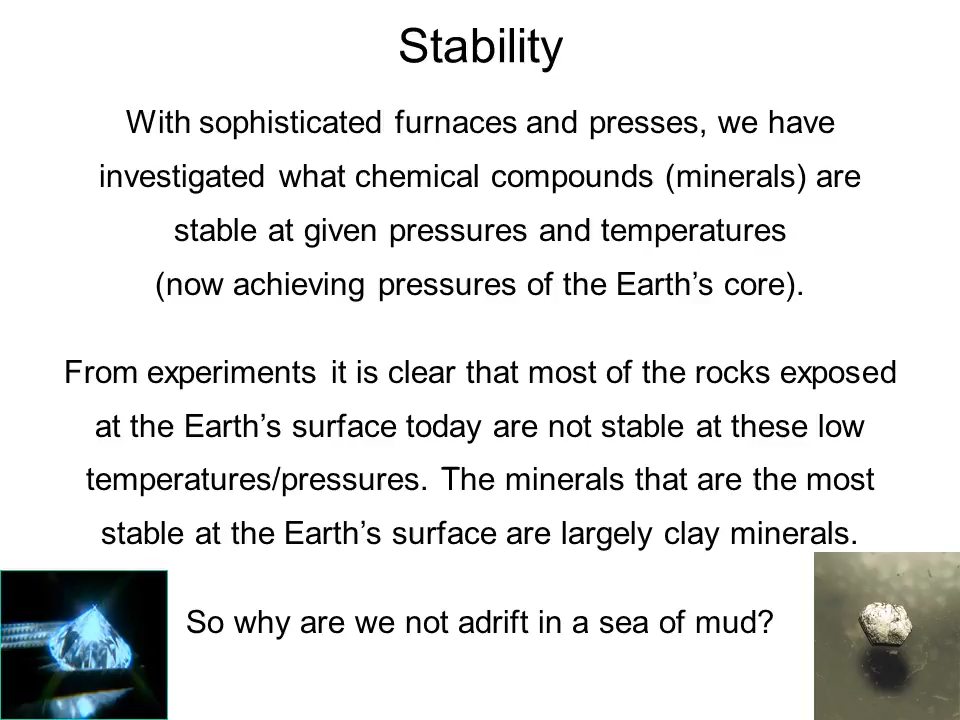 Stability
With sophisticated furnaces and presses, we have
investigated what chemical compounds (minerals) are
stable at given pressures and temperatures
(now achieving pressures of the Earth’s core).
From experiments it is clear that most of the rocks exposed
at the Earth’s surface today are not stable at these low
temperatures/pressures. The minerals that are the most
stable at the Earth’s surface are largely clay minerals.
So why are we not adrift in a sea of mud?